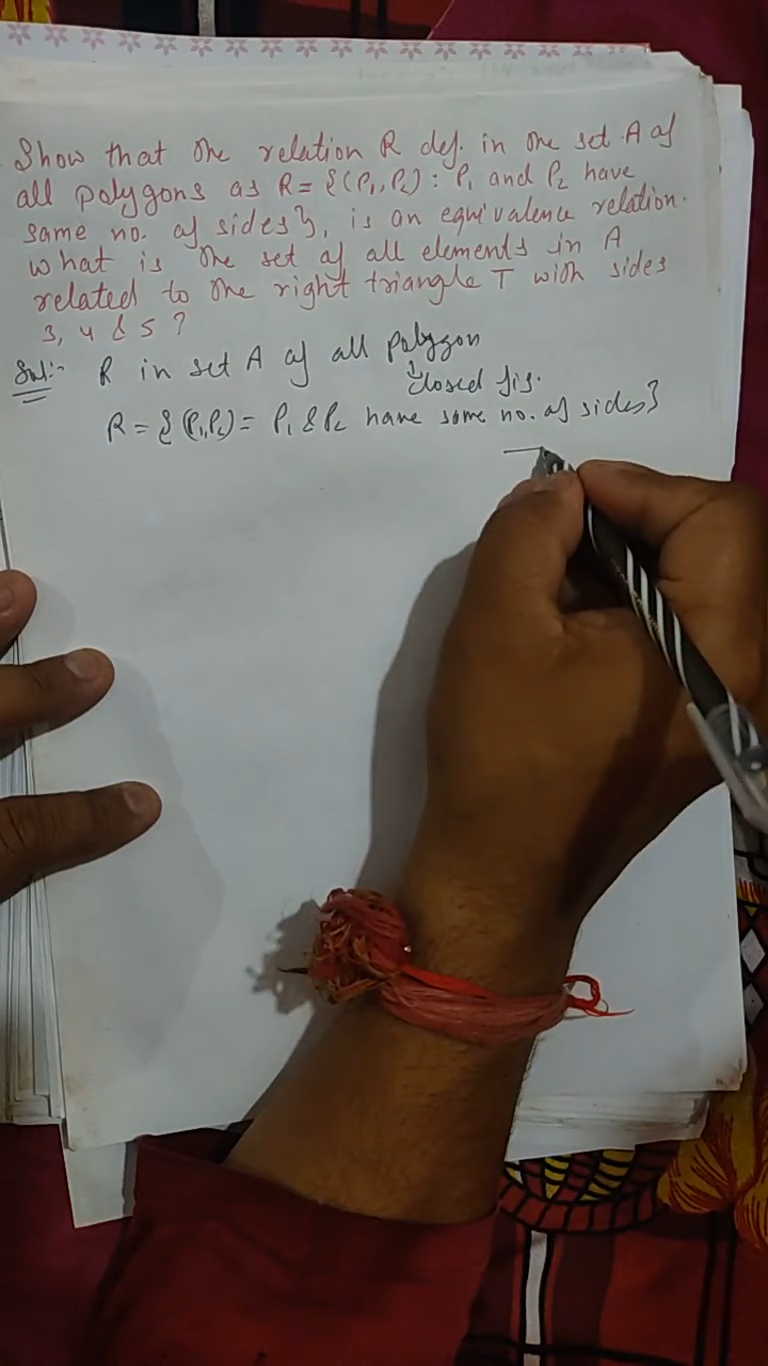 Show that the relation R def. in the set A of
all polygons as R = {(P₁, P₂) : P₁ and P₂ have
same no. of sides}, is an equivalence relation.
What is the set of all elements in A
related to the right triangle T with sides
3, 4 & 5 ?
Sol:- R in set A of all polygon
↓
closed fig.
R = {(P₁,P₂) = P₁ & P₂ have same no. of sides}